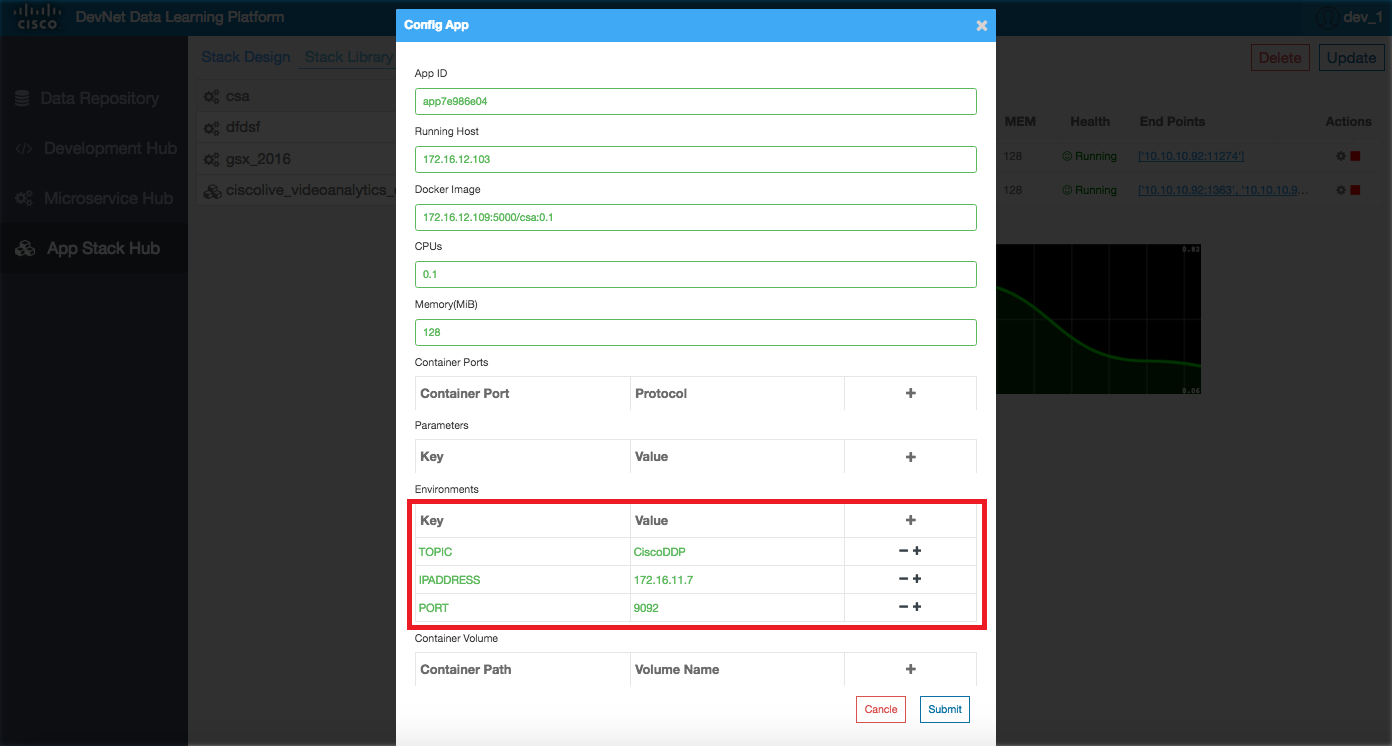 CISCO DevNet Data Learning Platform
dev_1
Config App
Stack Design Stack Library
Delete Update
Data Repository
Development Hub
Microservice Hub
App Stack Hub
csa
dfdsf
gsx_2016
ciscolive_videoanalytics_
App ID
app7e986e04
Running Host
172.16.12.103
Docker Image
172.16.12.109:5000/csa:0.1
CPUs
0.1
Memory(MiB)
128
Container Ports
Container Port Protocol +
Parameters
Key Value +
Environments
Key Value +
TOPIC CiscoDDP −+
IPADDRESS 172.16.11.7 −+
PORT 9092 −+
Container Volume
Container Path Volume Name +
Cancle Submit
MEM Health End Points Actions
128 Running ['10.10.10.92:11274']
128 Running ['10.10.10.92:1363', '10.10.10.9...
0.82
0.06